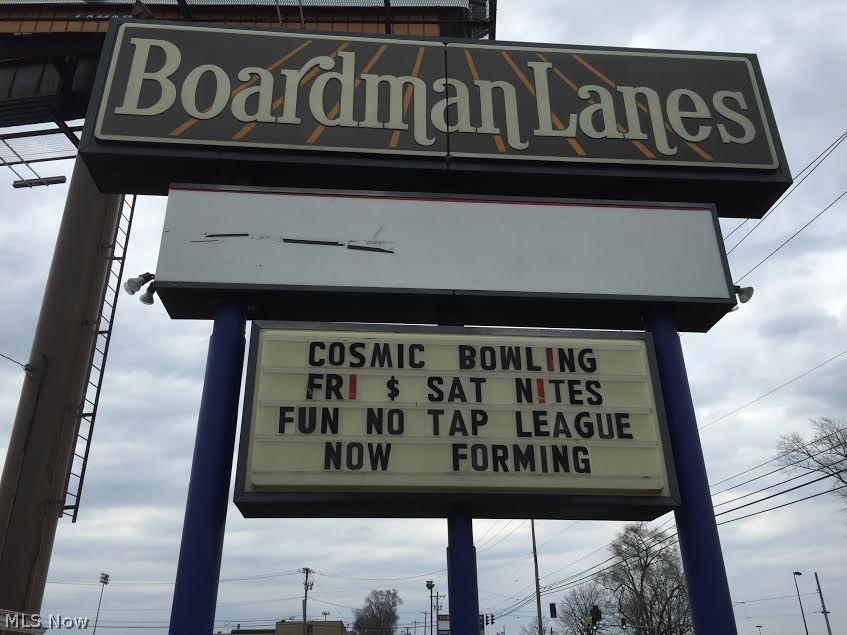 Boardman Lanes
COSMIC BOWLING
FRI $ SAT NITES
FUN NO TAP LEAGUE
NOW FORMING
MLS Now